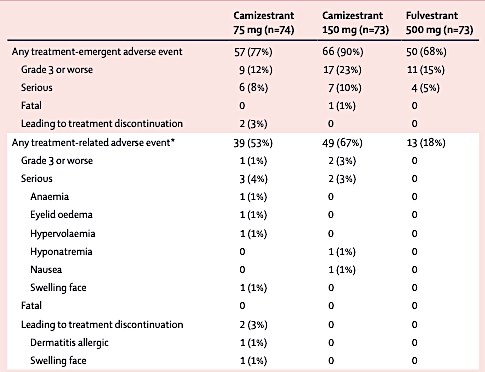 Camizestrant 75 mg (n=74) Camizestrant 150 mg (n=73) Fulvestrant 500 mg (n=73)
Any treatment-emergent adverse event 57 (77%) 66 (90%) 50 (68%)
Grade 3 or worse 9 (12%) 17 (23%) 11 (15%)
Serious 6 (8%) 7 (10%) 4 (5%)
Fatal 0 1 (1%) 0
Leading to treatment discontinuation 2 (3%) 0 0
Any treatment-related adverse event* 39 (53%) 49 (67%) 13 (18%)
Grade 3 or worse 1 (1%) 2 (3%) 0
Serious 3 (4%) 2 (3%) 0
Anaemia 1 (1%) 0 0
Eyelid oedema 1 (1%) 0 0
Hypervolaemia 1 (1%) 0 0
Hyponatremia 0 1 (1%) 0
Nausea 0 1 (1%) 0
Swelling face 1 (1%) 0 0
Fatal 0 0 0
Leading to treatment discontinuation 2 (3%) 0 0
Dermatitis allergic 1 (1%) 0 0
Swelling face 1 (1%) 0 0